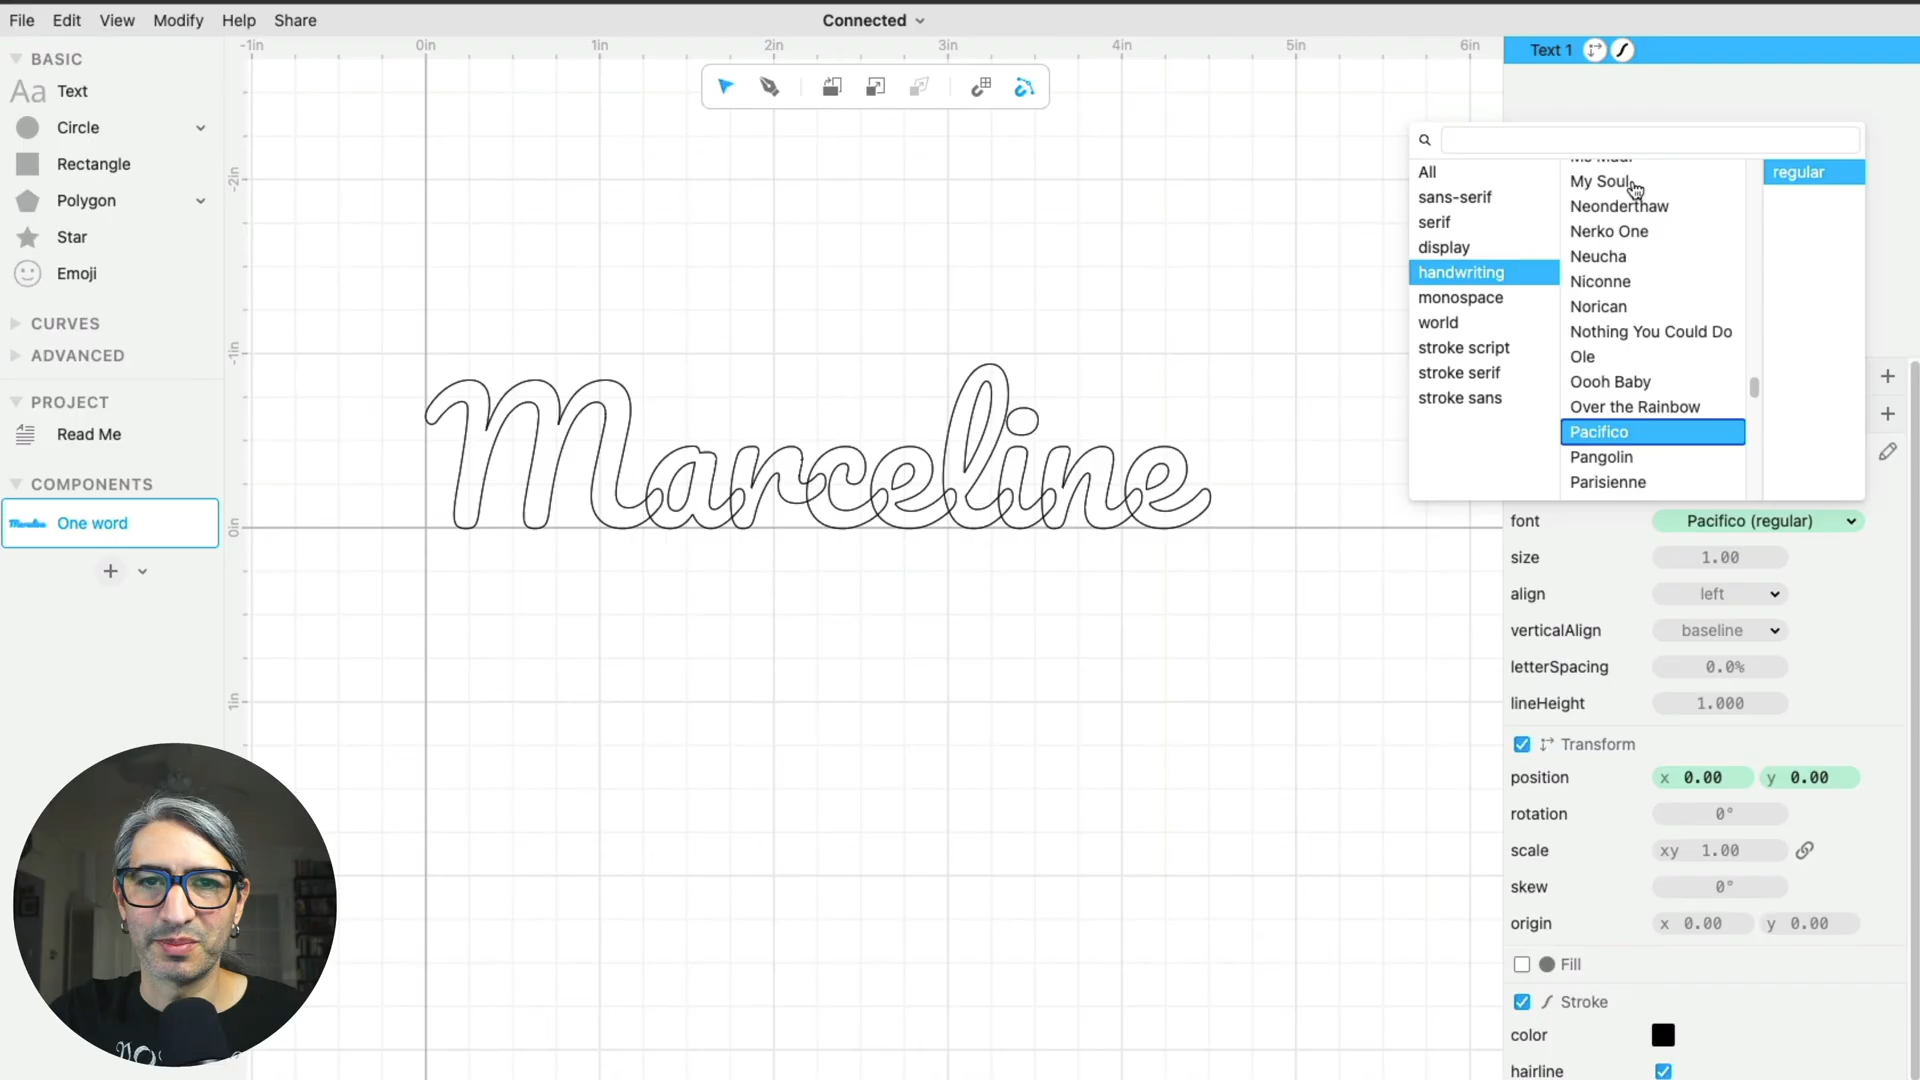 File Edit View Modify Help Share
Connected
-1in 0in 1in 2in 3in 4in 5in 6in
-2in
-1in
0in
1in
BASIC
Aa Text
Circle
Rectangle
Polygon
Star
Emoji
CURVES
ADVANCED
PROJECT
Read Me
COMPONENTS
Marceline One word
Marceline
Text 1
All
sans-serif
serif
display
handwriting
monospace
world
stroke script
stroke serif
stroke sans
My Soul
Neonderthaw
Nerko One
Neucha
Niconne
Norican
Nothing You Could Do
Ole
Oooh Baby
Over the Rainbow
Pacifico
Pangolin
Parisienne
regular
font Pacifico (regular)
size 1.00
align left
verticalAlign baseline
letterSpacing 0.0%
lineHeight 1.000
Transform
position x 0.00 y 0.00
rotation 0°
scale xy 1.00
skew 0°
origin x 0.00 y 0.00
Fill
Stroke
color
hairline